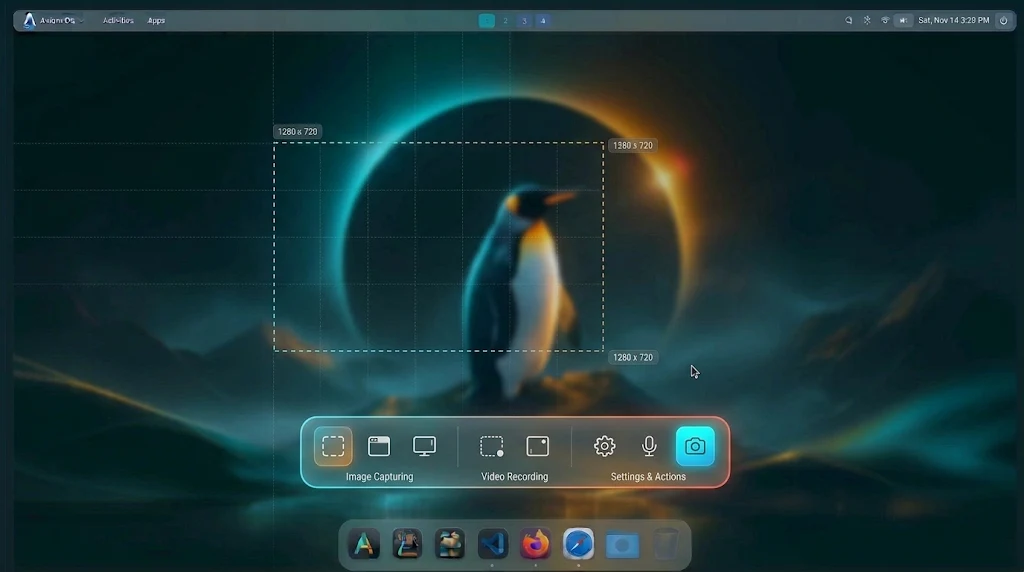 Activities
Apps
1
2
3
4
Sat, Nov 14 3:29 PM
1280 x 720
1380 x 720
1280 x 720
Image Capturing
Video Recording
Settings & Actions